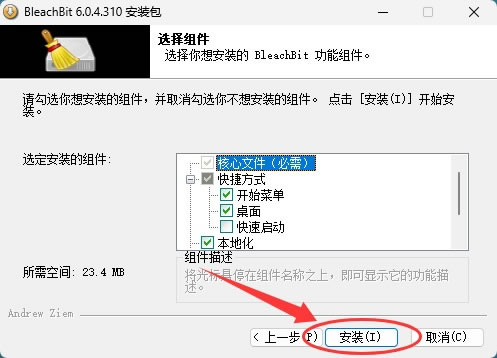 BleachBit 6.0.4.310 安装包
选择组件
选择你想安装的 BleachBit 功能组件。
请勾选你想安装的组件，并取消勾选你不想安装的组件。 点击 [安装(I)] 开始安
装。
选定安装的组件:
核心文件 (必需)
快捷方式
开始菜单
桌面
快速启动
本地化
所需空间: 23.4 MB
组件描述
将光标悬停在组件名称之上，即可显示它的功能描
述。
Andrew Ziem
< 上一步(P)
安装(I)
取消(C)